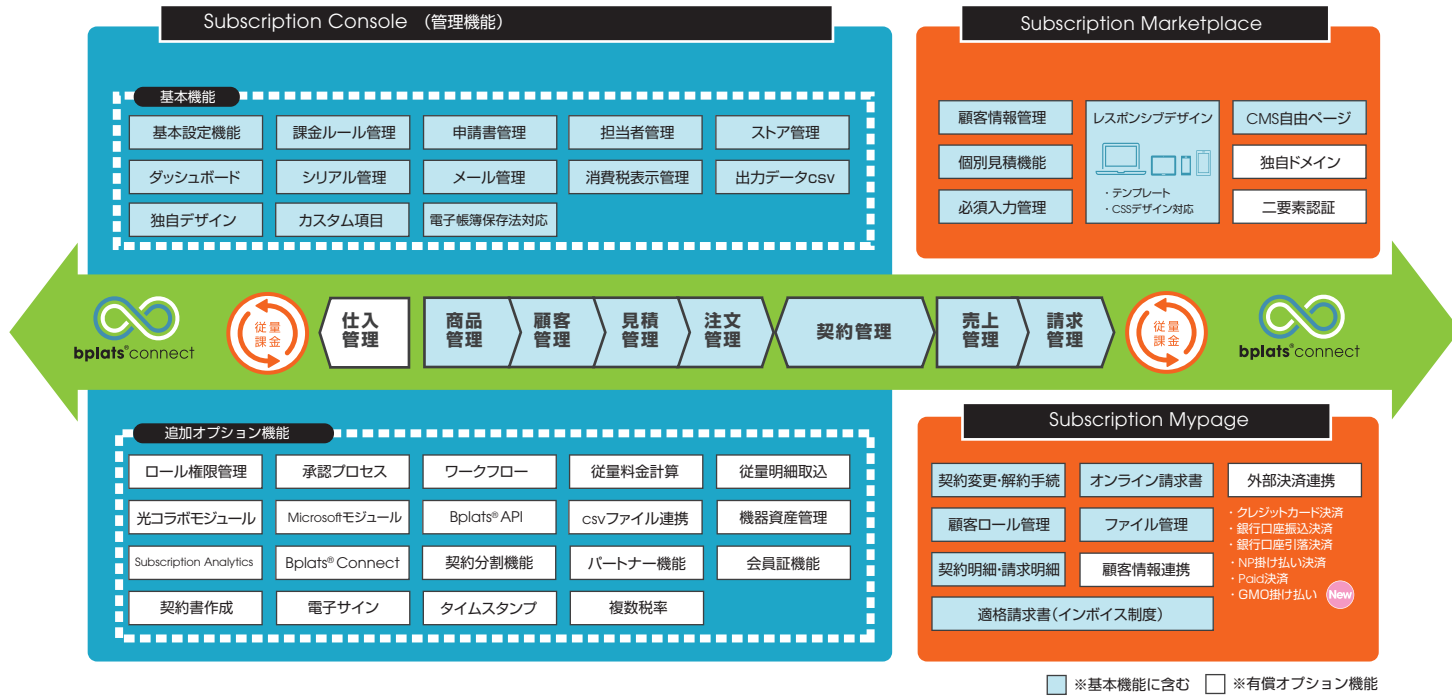 Subscription Console （管理機能）
基本機能
基本設定機能
課金ルール管理
申請書管理
担当者管理
ストア管理
ダッシュボード
シリアル管理
メール管理
消費税表示管理
出力データcsv
独自デザイン
カスタム項目
電子帳簿保存法対応
Subscription Marketplace
顧客情報管理
個別見積機能
必須入力管理
レスポンシブデザイン
・テンプレート
・CSSデザイン対応
CMS自由ページ
独自ドメイン
二要素認証
bplats®connect
従量
課金
仕入
管理
商品
管理
顧客
管理
見積
管理
注文
管理
契約管理
売上
管理
請求
管理
従量
課金
bplats®connect
追加オプション機能
ロール権限管理
承認プロセス
ワークフロー
従量料金計算
従量明細取込
光コラボモジュール
Microsoftモジュール
Bplats® API
csvファイル連携
機器資産管理
Subscription Analytics
Bplats® Connect
契約分割機能
パートナー機能
会員証機能
契約書作成
電子サイン
タイムスタンプ
複数税率
Subscription Mypage
契約変更・解約手続
オンライン請求書
顧客ロール管理
ファイル管理
契約明細・請求明細
顧客情報連携
適格請求書（インボイス制度）
外部決済連携
・クレジットカード決済
・銀行口座振込決済
・銀行口座引落決済
・NP掛け払い決済
・Paid決済
・GMO掛け払い New
※基本機能に含む ※有償オプション機能